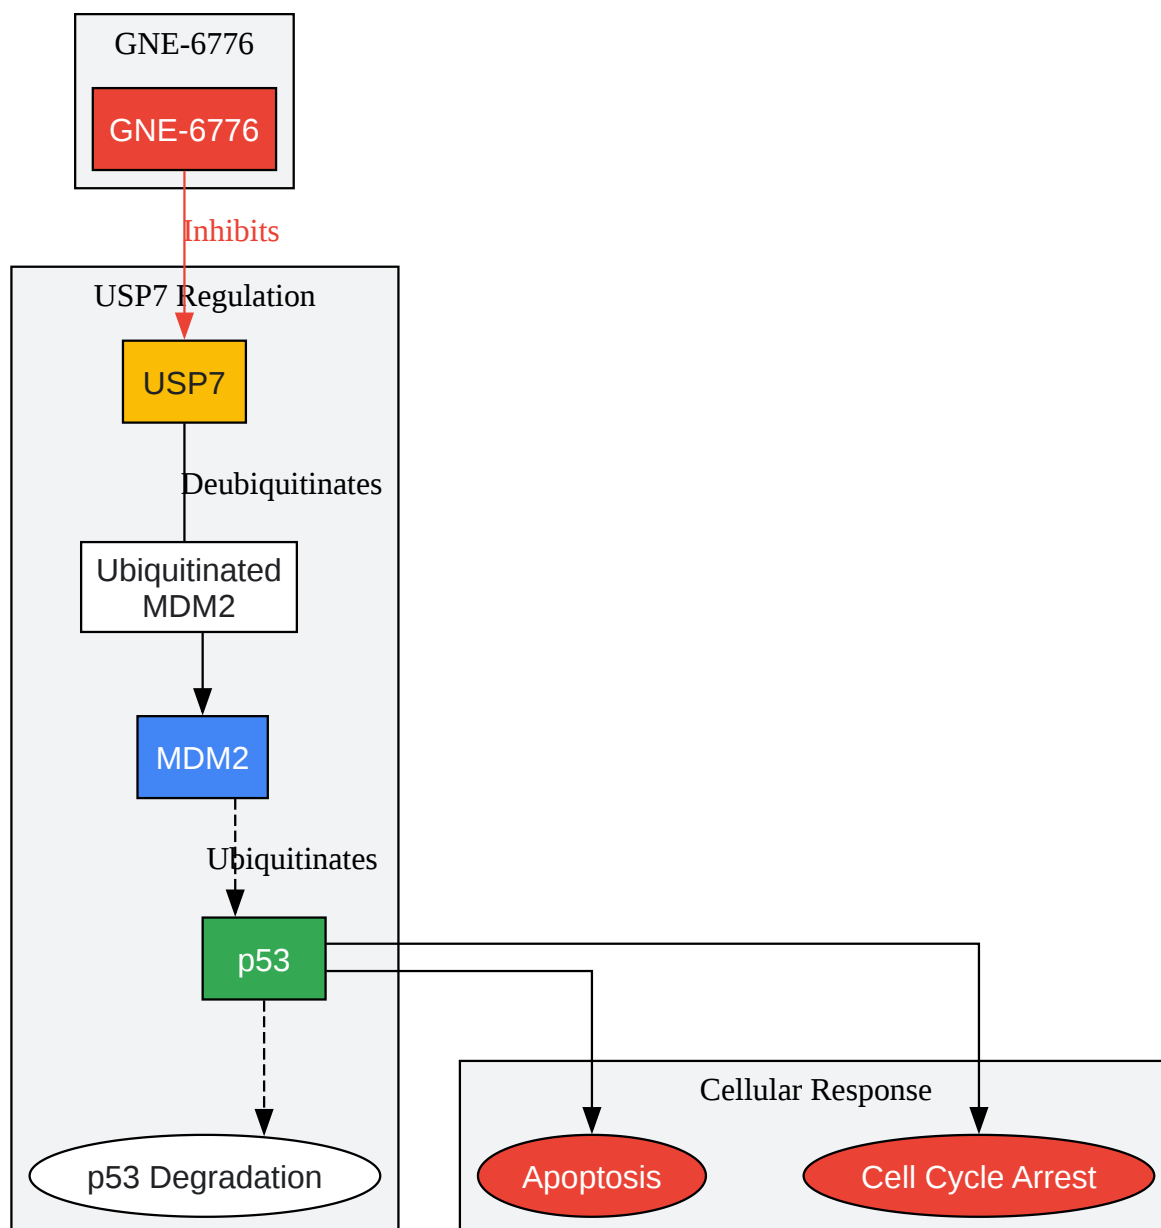 GNE-6776
GNE-6776
Inhibits
USP7 Regulation
USP7
Deubiquitinates
Ubiquitinated
MDM2
MDM2
Ubiquitinates
p53
Cellular Response
p53 Degradation
Apoptosis
Cell Cycle Arrest